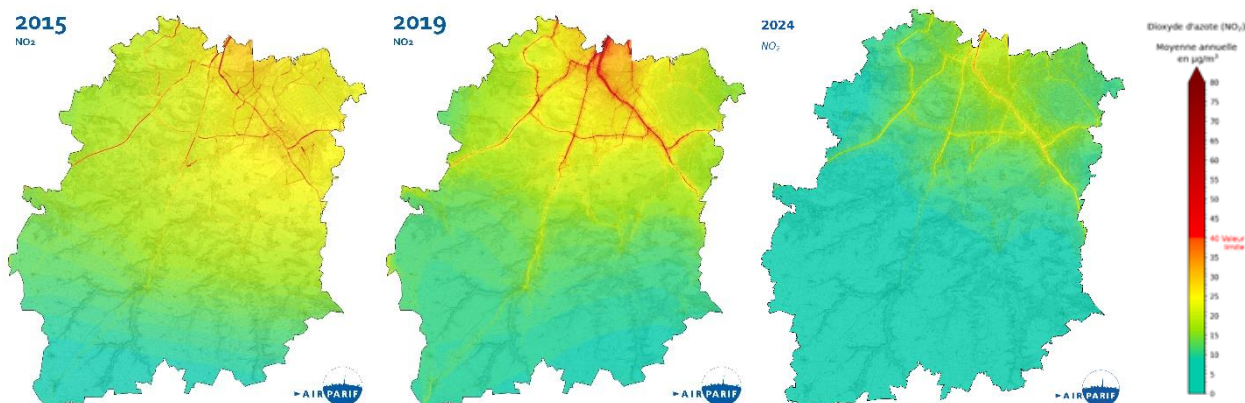 2015
NO₂
2019
NO₂
2024
NO₂
Dioxyde d'azote (NO₂)
Moyenne annuelle
en µg/m³
80
75
70
65
60
55
50
45
40 Valeur
limite
35
30
25
20
15
10
5
0
AIRPARIF
AIRPARIF
AIRPARIF